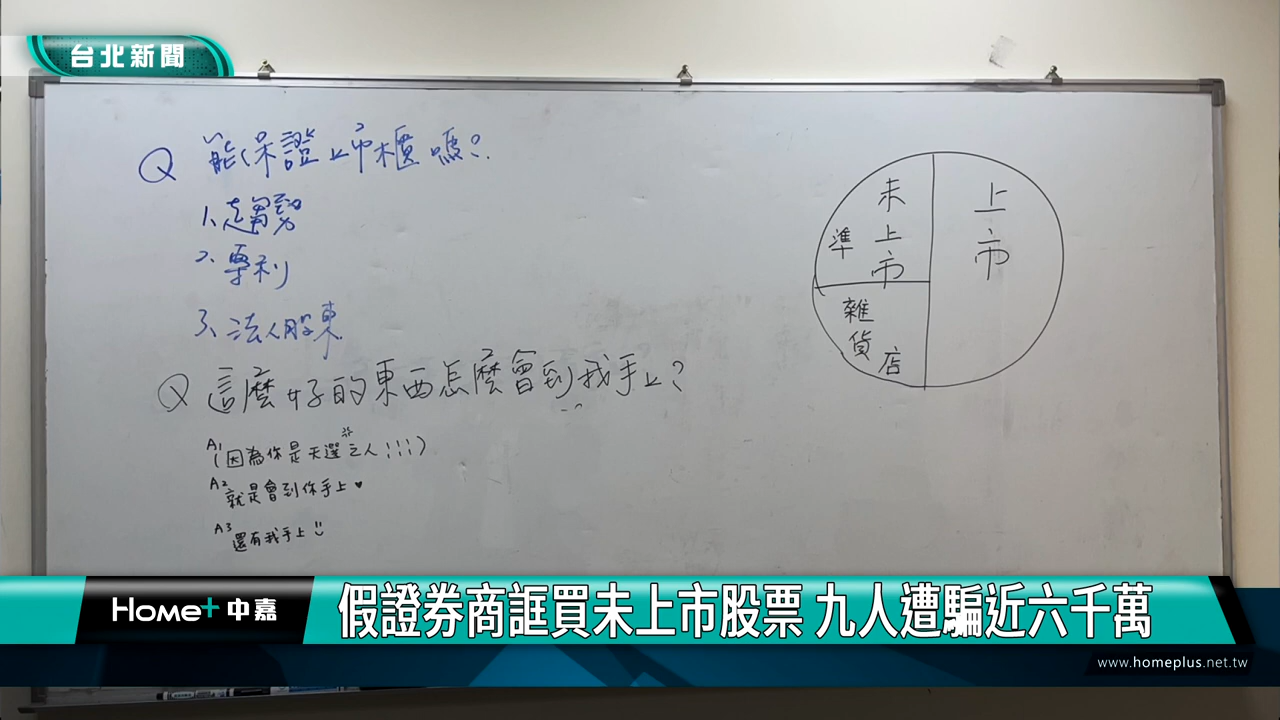 台北新聞
Q 能保證上市櫃嗎?
1、趨勢
2、專利
3、法人股東
Q 這麼好的東西怎麼會到我手上?
A1 (因為你是天選之人!!!)
A2 就是會到你手上♥
A3 還有我手上!!
未上市
準
上市
雜貨店
Home+中嘉
假證券商誆買未上市股票 九人遭騙近六千萬
www.homeplus.net.tw